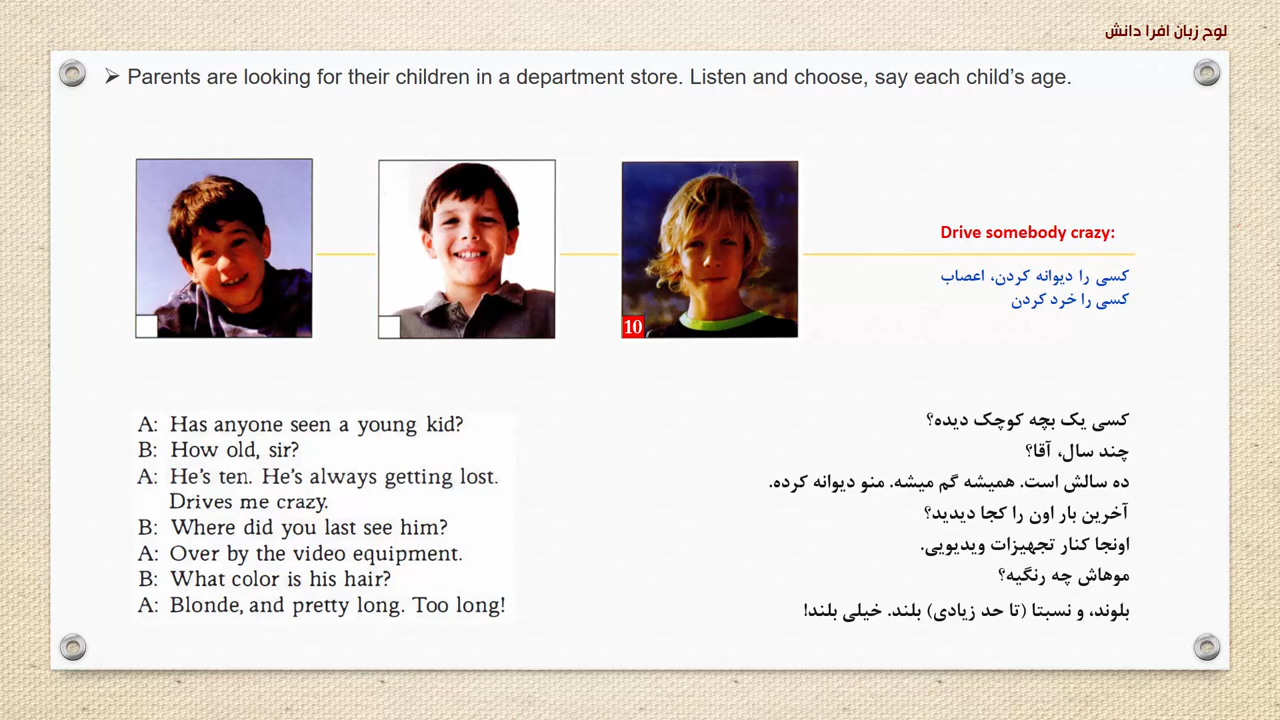 لوح زبان افرا دانش
➢ Parents are looking for their children in a department store. Listen and choose, say each child’s age.
10
Drive somebody crazy:
کسی را دیوانه کردن، اعصاب
کسی را خرد کردن
A: Has anyone seen a young kid?
B: How old, sir?
A: He's ten. He's always getting lost.
Drives me crazy.
B: Where did you last see him?
A: Over by the video equipment.
B: What color is his hair?
A: Blonde, and pretty long. Too long!
کسی یک بچه کوچک دیده؟
چند سال، آقا؟
ده سالش است. همیشه گم میشه. منو دیوانه کرده.
آخرین بار اون را کجا دیدید؟
اونجا کنار تجهیزات ویدیویی.
موهاش چه رنگیه؟
بلوند، و نسبتا (تا حد زیادی) بلند. خیلی بلند!